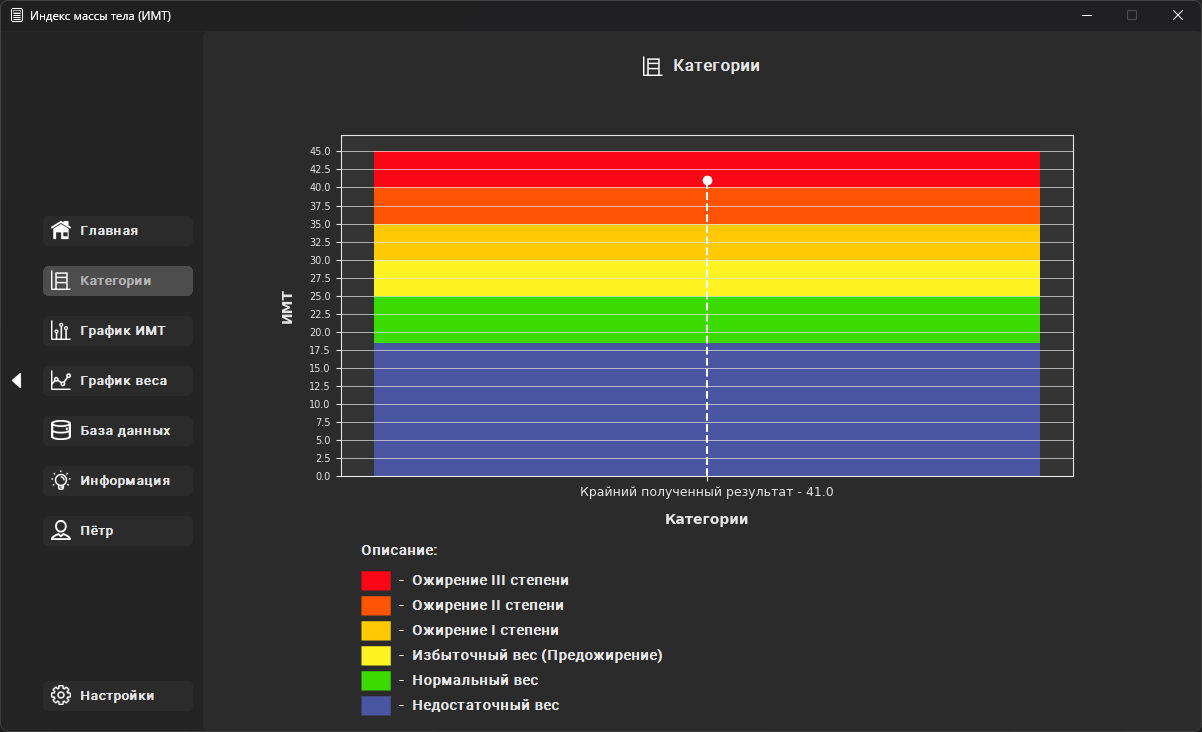 Индекс массы тела (ИМТ)
Главная
Категории
График ИМТ
График веса
База данных
Информация
Пётр
Настройки
Категории
45.0
42.5
40.0
37.5
35.0
32.5
30.0
27.5
25.0
22.5
20.0
17.5
15.0
12.5
10.0
7.5
5.0
2.5
0.0
ИМТ
Крайний полученный результат - 41.0
Категории
Описание:
- Ожирение III степени
- Ожирение II степени
- Ожирение I степени
- Избыточный вес (Предожирение)
- Нормальный вес
- Недостаточный вес